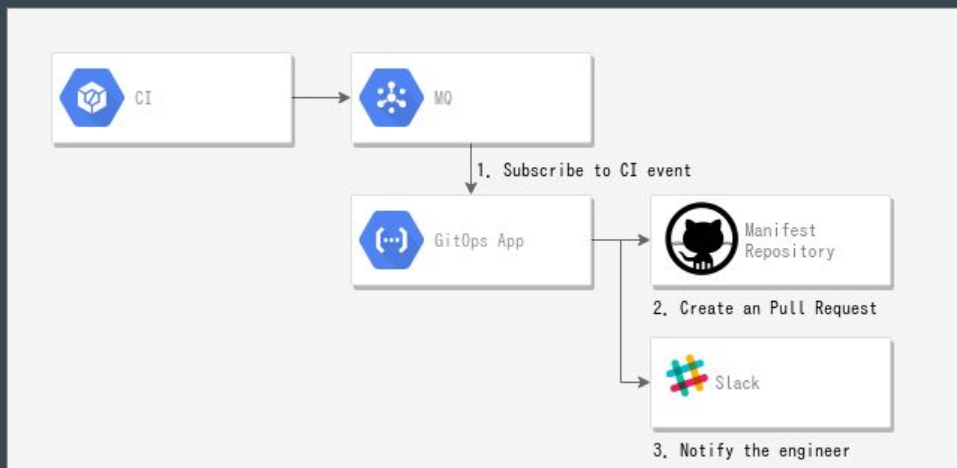 CI
MQ
1. Subscribe to CI event
GitOps App
Manifest
Repository
2. Create an Pull Request
Slack
3. Notify the engineer